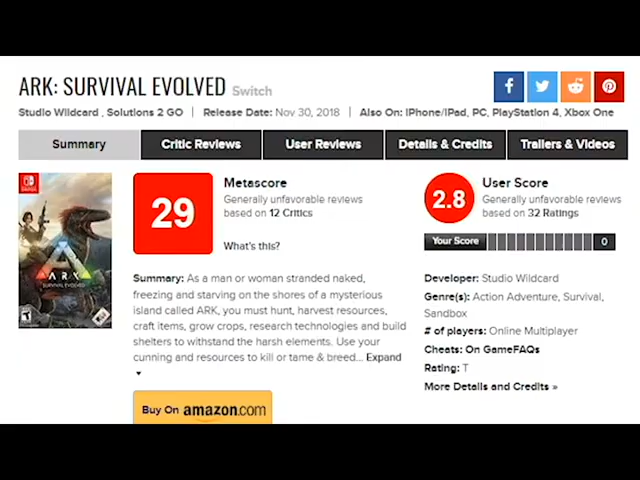 ARK: SURVIVAL EVOLVED Switch
Studio Wildcard , Solutions 2 GO | Release Date: Nov 30, 2018 | Also On: iPhone/iPad, PC, PlayStation 4, Xbox One
Summary Critic Reviews User Reviews Details & Credits Trailers & Videos
ARK
SURVIVAL EVOLVED
T
29
Metascore
Generally unfavorable reviews
based on 12 Critics
What's this?
2.8
User Score
Generally unfavorable reviews
based on 32 Ratings
Your Score 0
Summary: As a man or woman stranded naked,
freezing and starving on the shores of a mysterious
island called ARK, you must hunt, harvest resources,
craft items, grow crops, research technologies and build
shelters to withstand the harsh elements. Use your
cunning and resources to kill or tame & breed... Expand
Buy On amazon.com
Developer: Studio Wildcard
Genre(s): Action Adventure, Survival,
Sandbox
# of players: Online Multiplayer
Cheats: On GameFAQs
Rating: T
More Details and Credits »